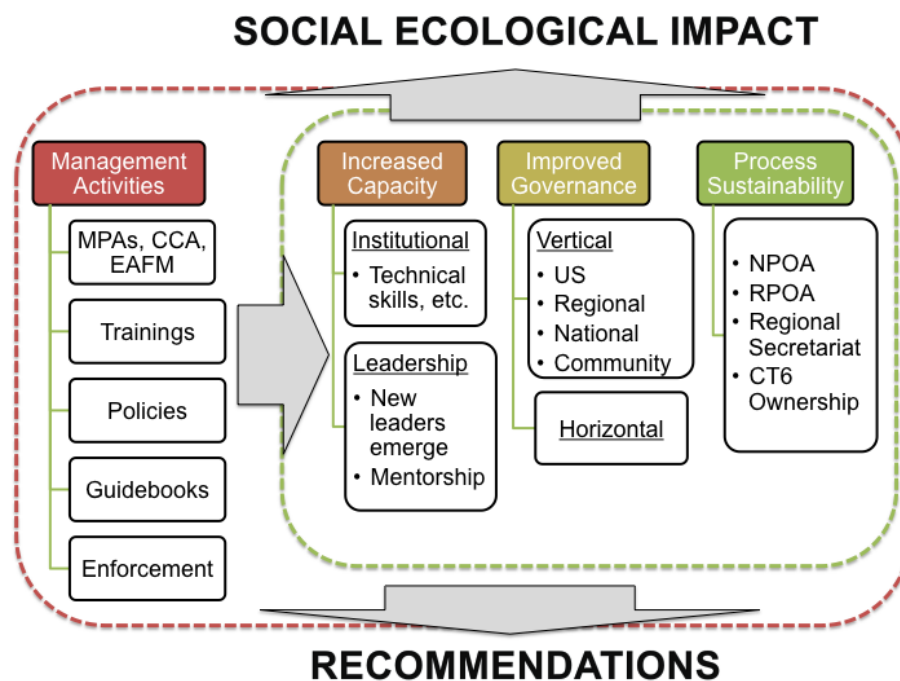 SOCIAL ECOLOGICAL IMPACT
Management
Activities
MPAs, CCA,
EAFM
Trainings
Policies
Guidebooks
Enforcement
Increased
Capacity
Institutional
• Technical
skills, etc.
Leadership
• New
leaders
emerge
• Mentorship
Improved
Governance
Vertical
• US
• Regional
• National
• Community
Horizontal
Process
Sustainability
• NPOA
• RPOA
• Regional
Secretariat
• CT6
Ownership
RECOMMENDATIONS